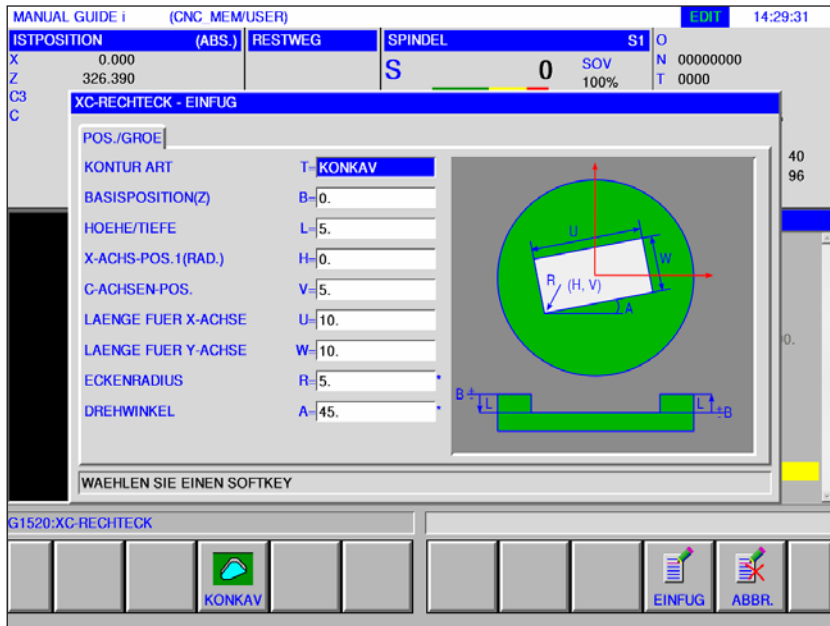 MANUAL GUIDE i (CNC_MEM/USER) EDIT 14:29:31
ISTPOSITION (ABS.) RESTWEG SPINDEL S1 O
X 0.000 S 0 SOV N 00000000
Z 326.390 100% T 0000
C3
C
XC-RECHTECK - EINFUG
POS./GROE
KONTUR ART T=KONKAV
BASISPOSITION(Z) B=0.
HOEHE/TIEFE L=5.
X-ACHS-POS.1(RAD.) H=0.
C-ACHSEN-POS. V=5.
LAENGE FUER X-ACHSE U=10.
LAENGE FUER Y-ACHSE W=10.
ECKENRADIUS R=5. *
DREHWINKEL A=45. *
U
W
R (H, V)
A
B L L B
40
96
0.
WAEHLEN SIE EINEN SOFTKEY
G1520:XC-RECHTECK
KONKAV EINFUG ABBR.